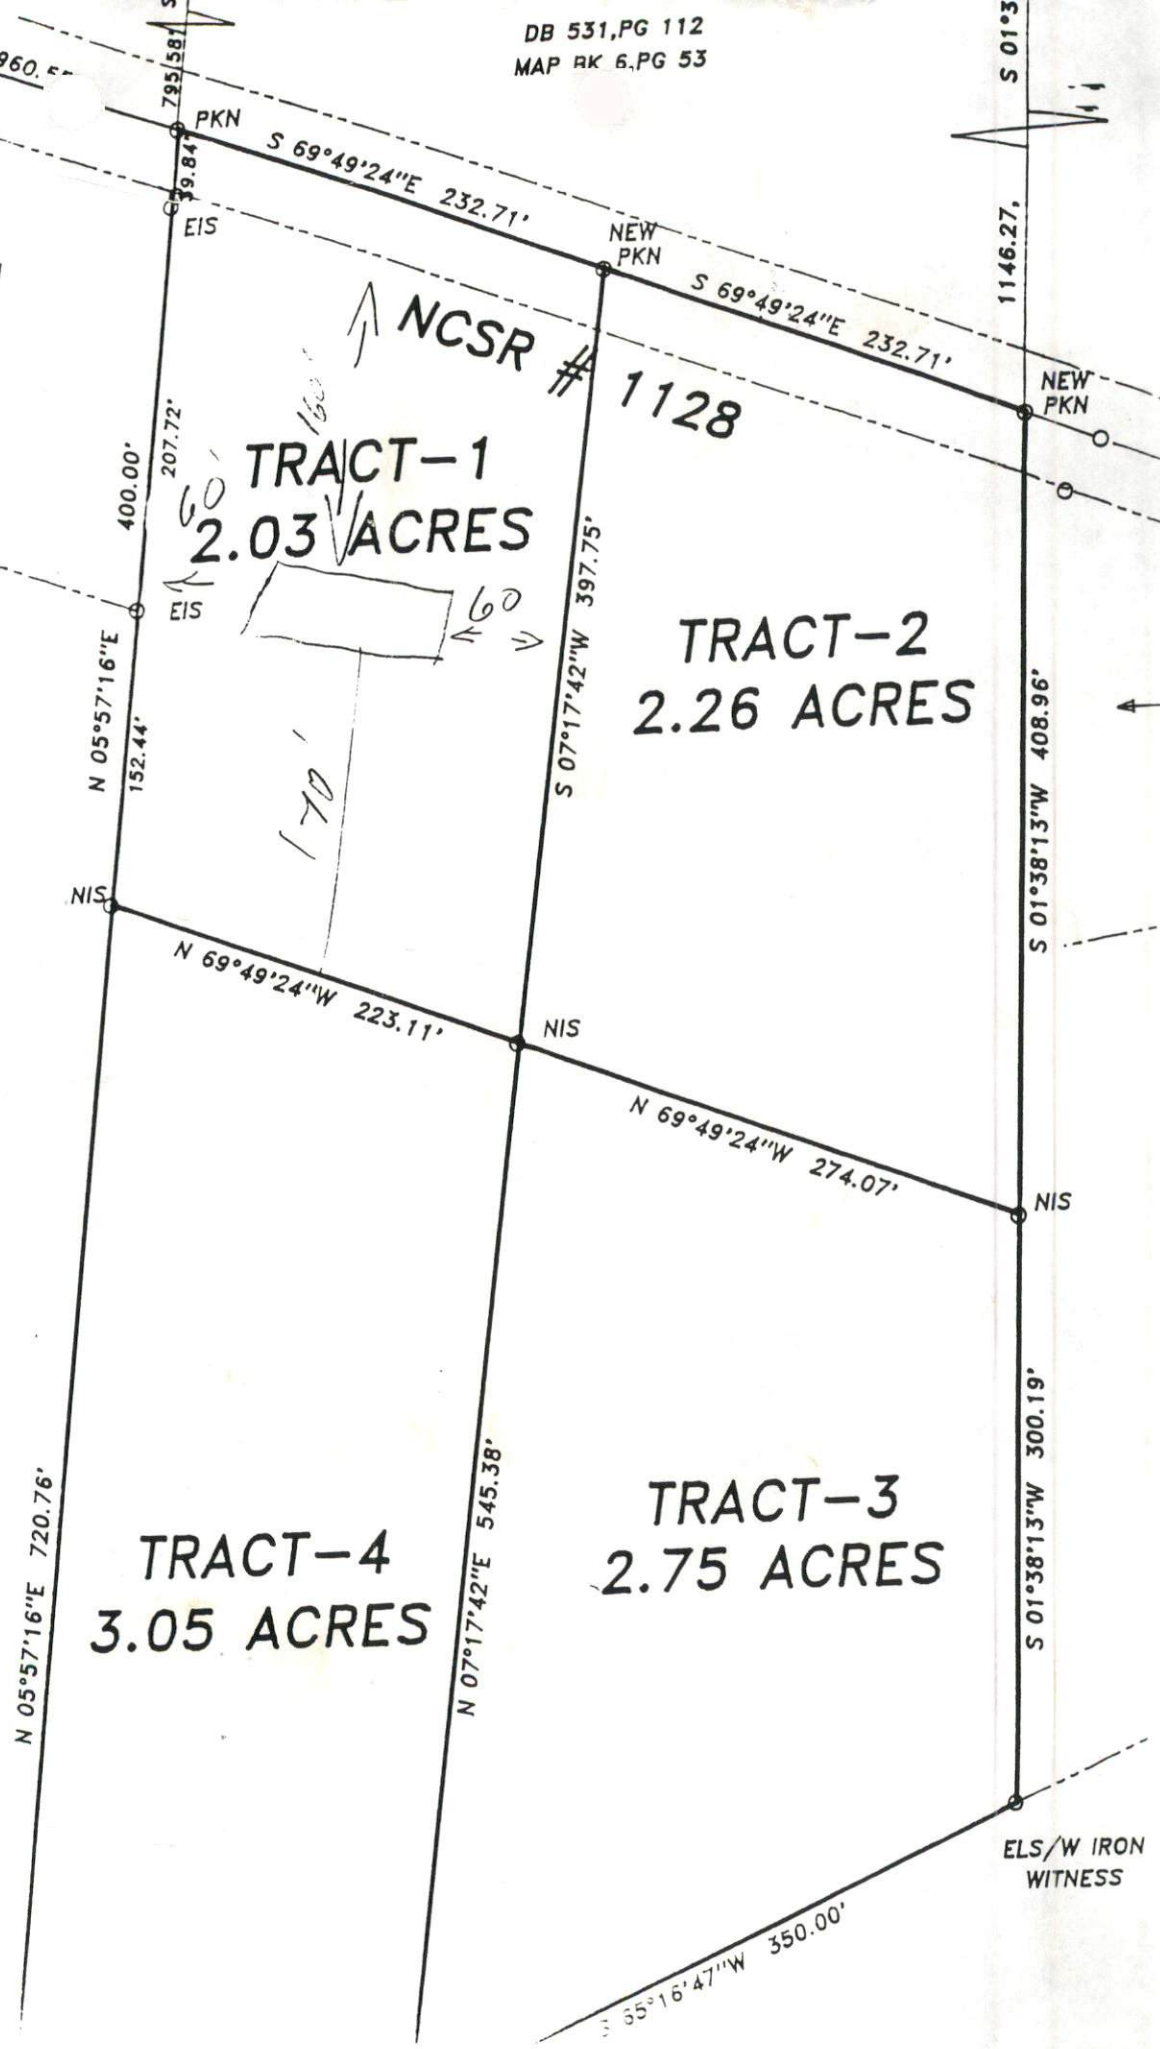 DB 531,PG 112
MAP BK 6,PG 53
S 01°3
795.581
PKN
39.84'
EIS
S 69°49'24"E 232.71'
NEW
PKN
1146.27,
S 69°49'24"E 232.71'
NEW
PKN
NCSR # 1128
160'
TRACT-1
2.03 ACRES
207.72'
400.00'
60'
60
EIS
N 05°57'16"E
152.44'
170'
S 07°17'42"W 397.75'
TRACT-2
2.26 ACRES
S 01°38'13"W 408.96'
NIS
N 69°49'24"W 223.11'
NIS
N 69°49'24"W 274.07'
NIS
TRACT-4
3.05 ACRES
N 05°57'16"E 720.76'
N 07°17'42"E 545.38'
TRACT-3
2.75 ACRES
S 01°38'13"W 300.19'
ELS/W IRON
WITNESS
S 65°16'47"W 350.00'